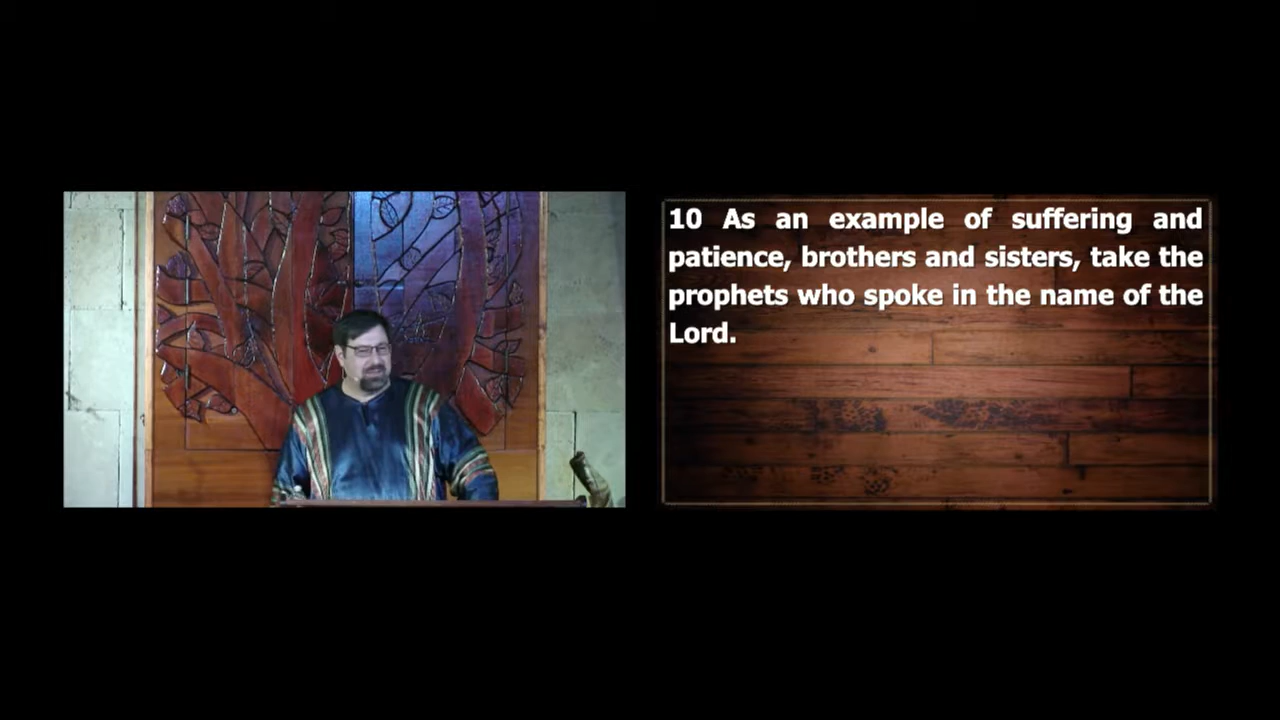 10 As an example of suffering and
patience, brothers and sisters, take the
prophets who spoke in the name of the
Lord.